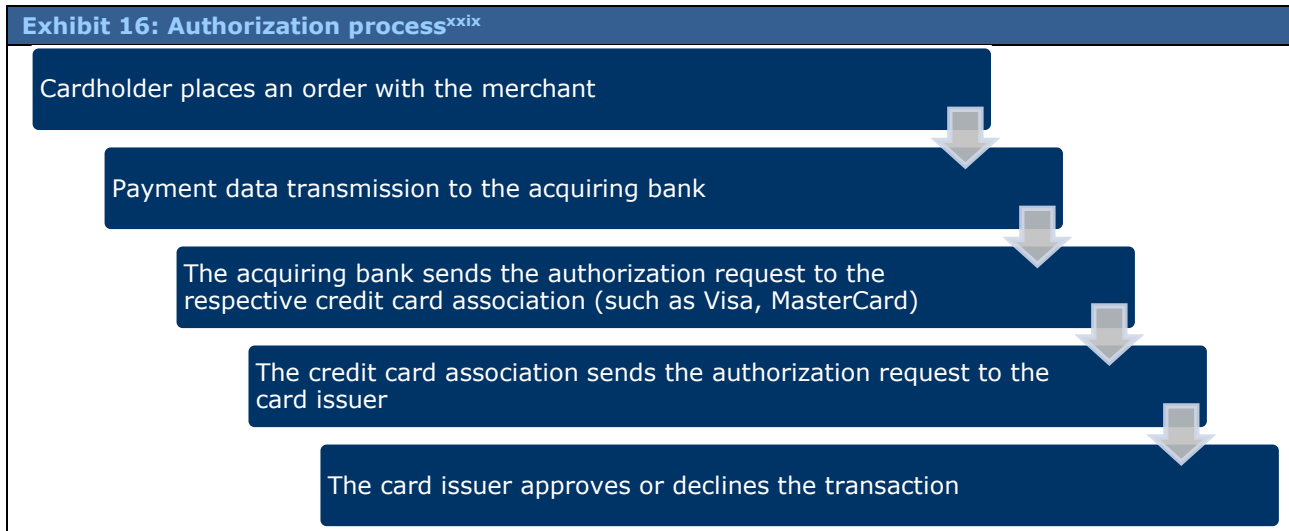 Exhibit 16: Authorization processxxix
Cardholder places an order with the merchant
Payment data transmission to the acquiring bank
The acquiring bank sends the authorization request to the
respective credit card association (such as Visa, MasterCard)
The credit card association sends the authorization request to the
card issuer
The card issuer approves or declines the transaction